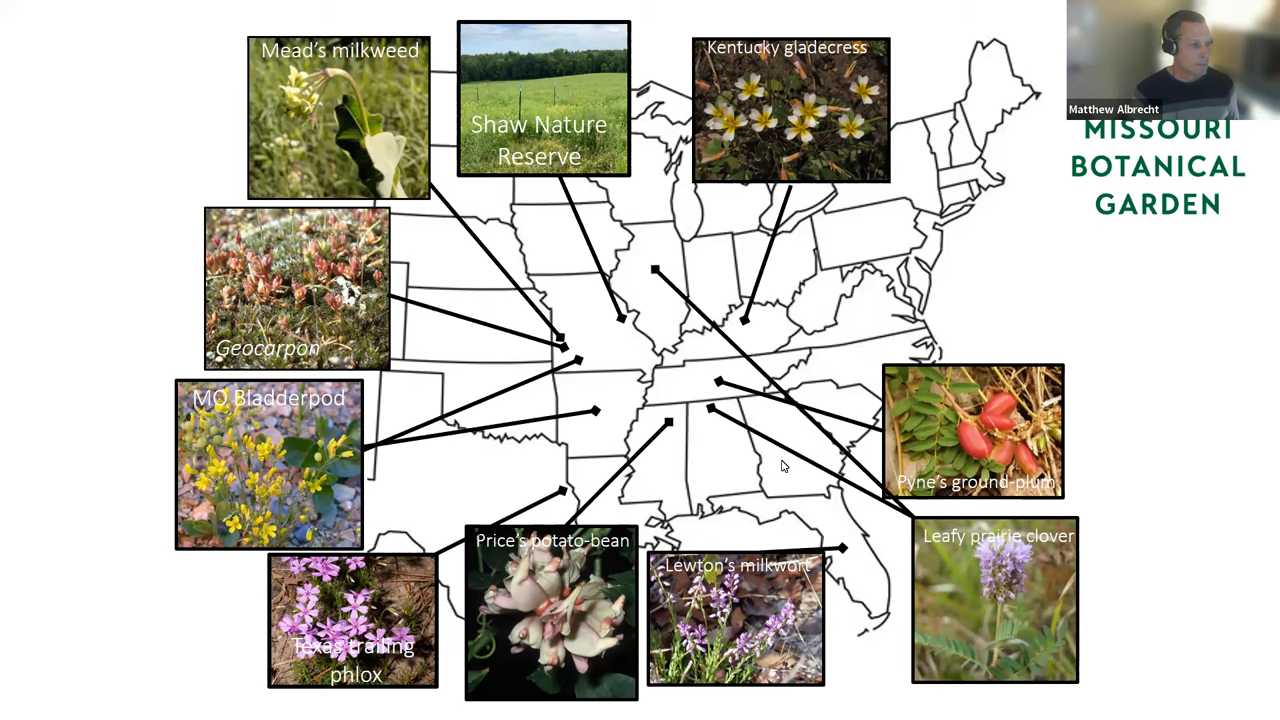 Mead's milkweed
Shaw Nature
Reserve
Kentucky gladecress
Matthew Albrecht
MISSOURI
BOTANICAL
GARDEN
Geocarpon
MO Bladderpod
Pyne's ground-plum
Texas trailing
phlox
Price's potato-bean
Lewton's milkwort
Leafy prairie clover